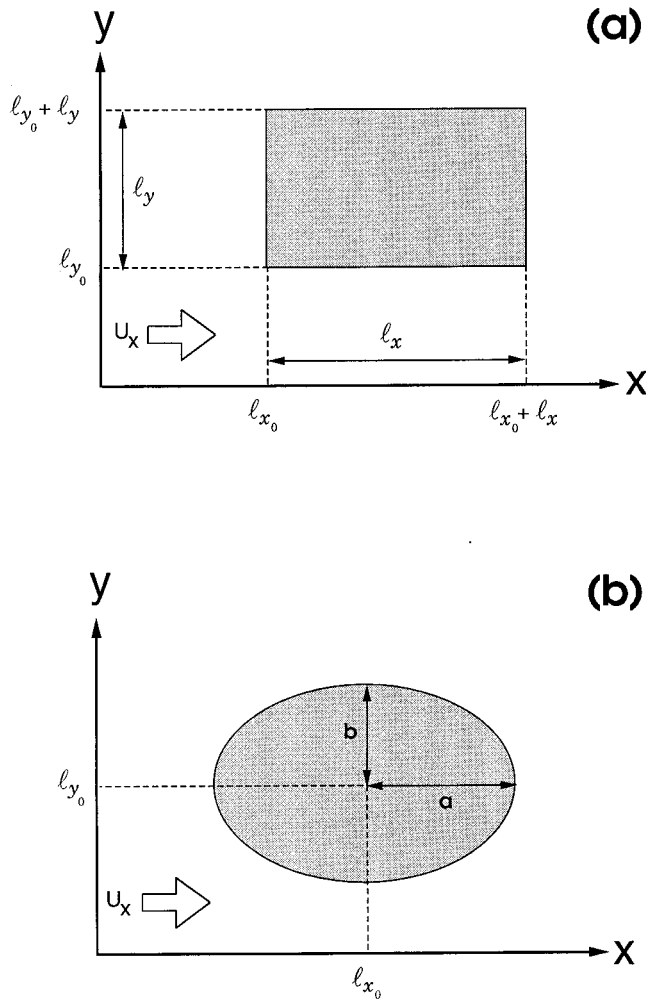 y
(a)
ℓy₀ + ℓy
ℓy
ℓy₀
Ux
ℓx
x
ℓx₀
ℓx₀ + ℓx
y
(b)
b
ℓy₀
a
Ux
x
ℓx₀